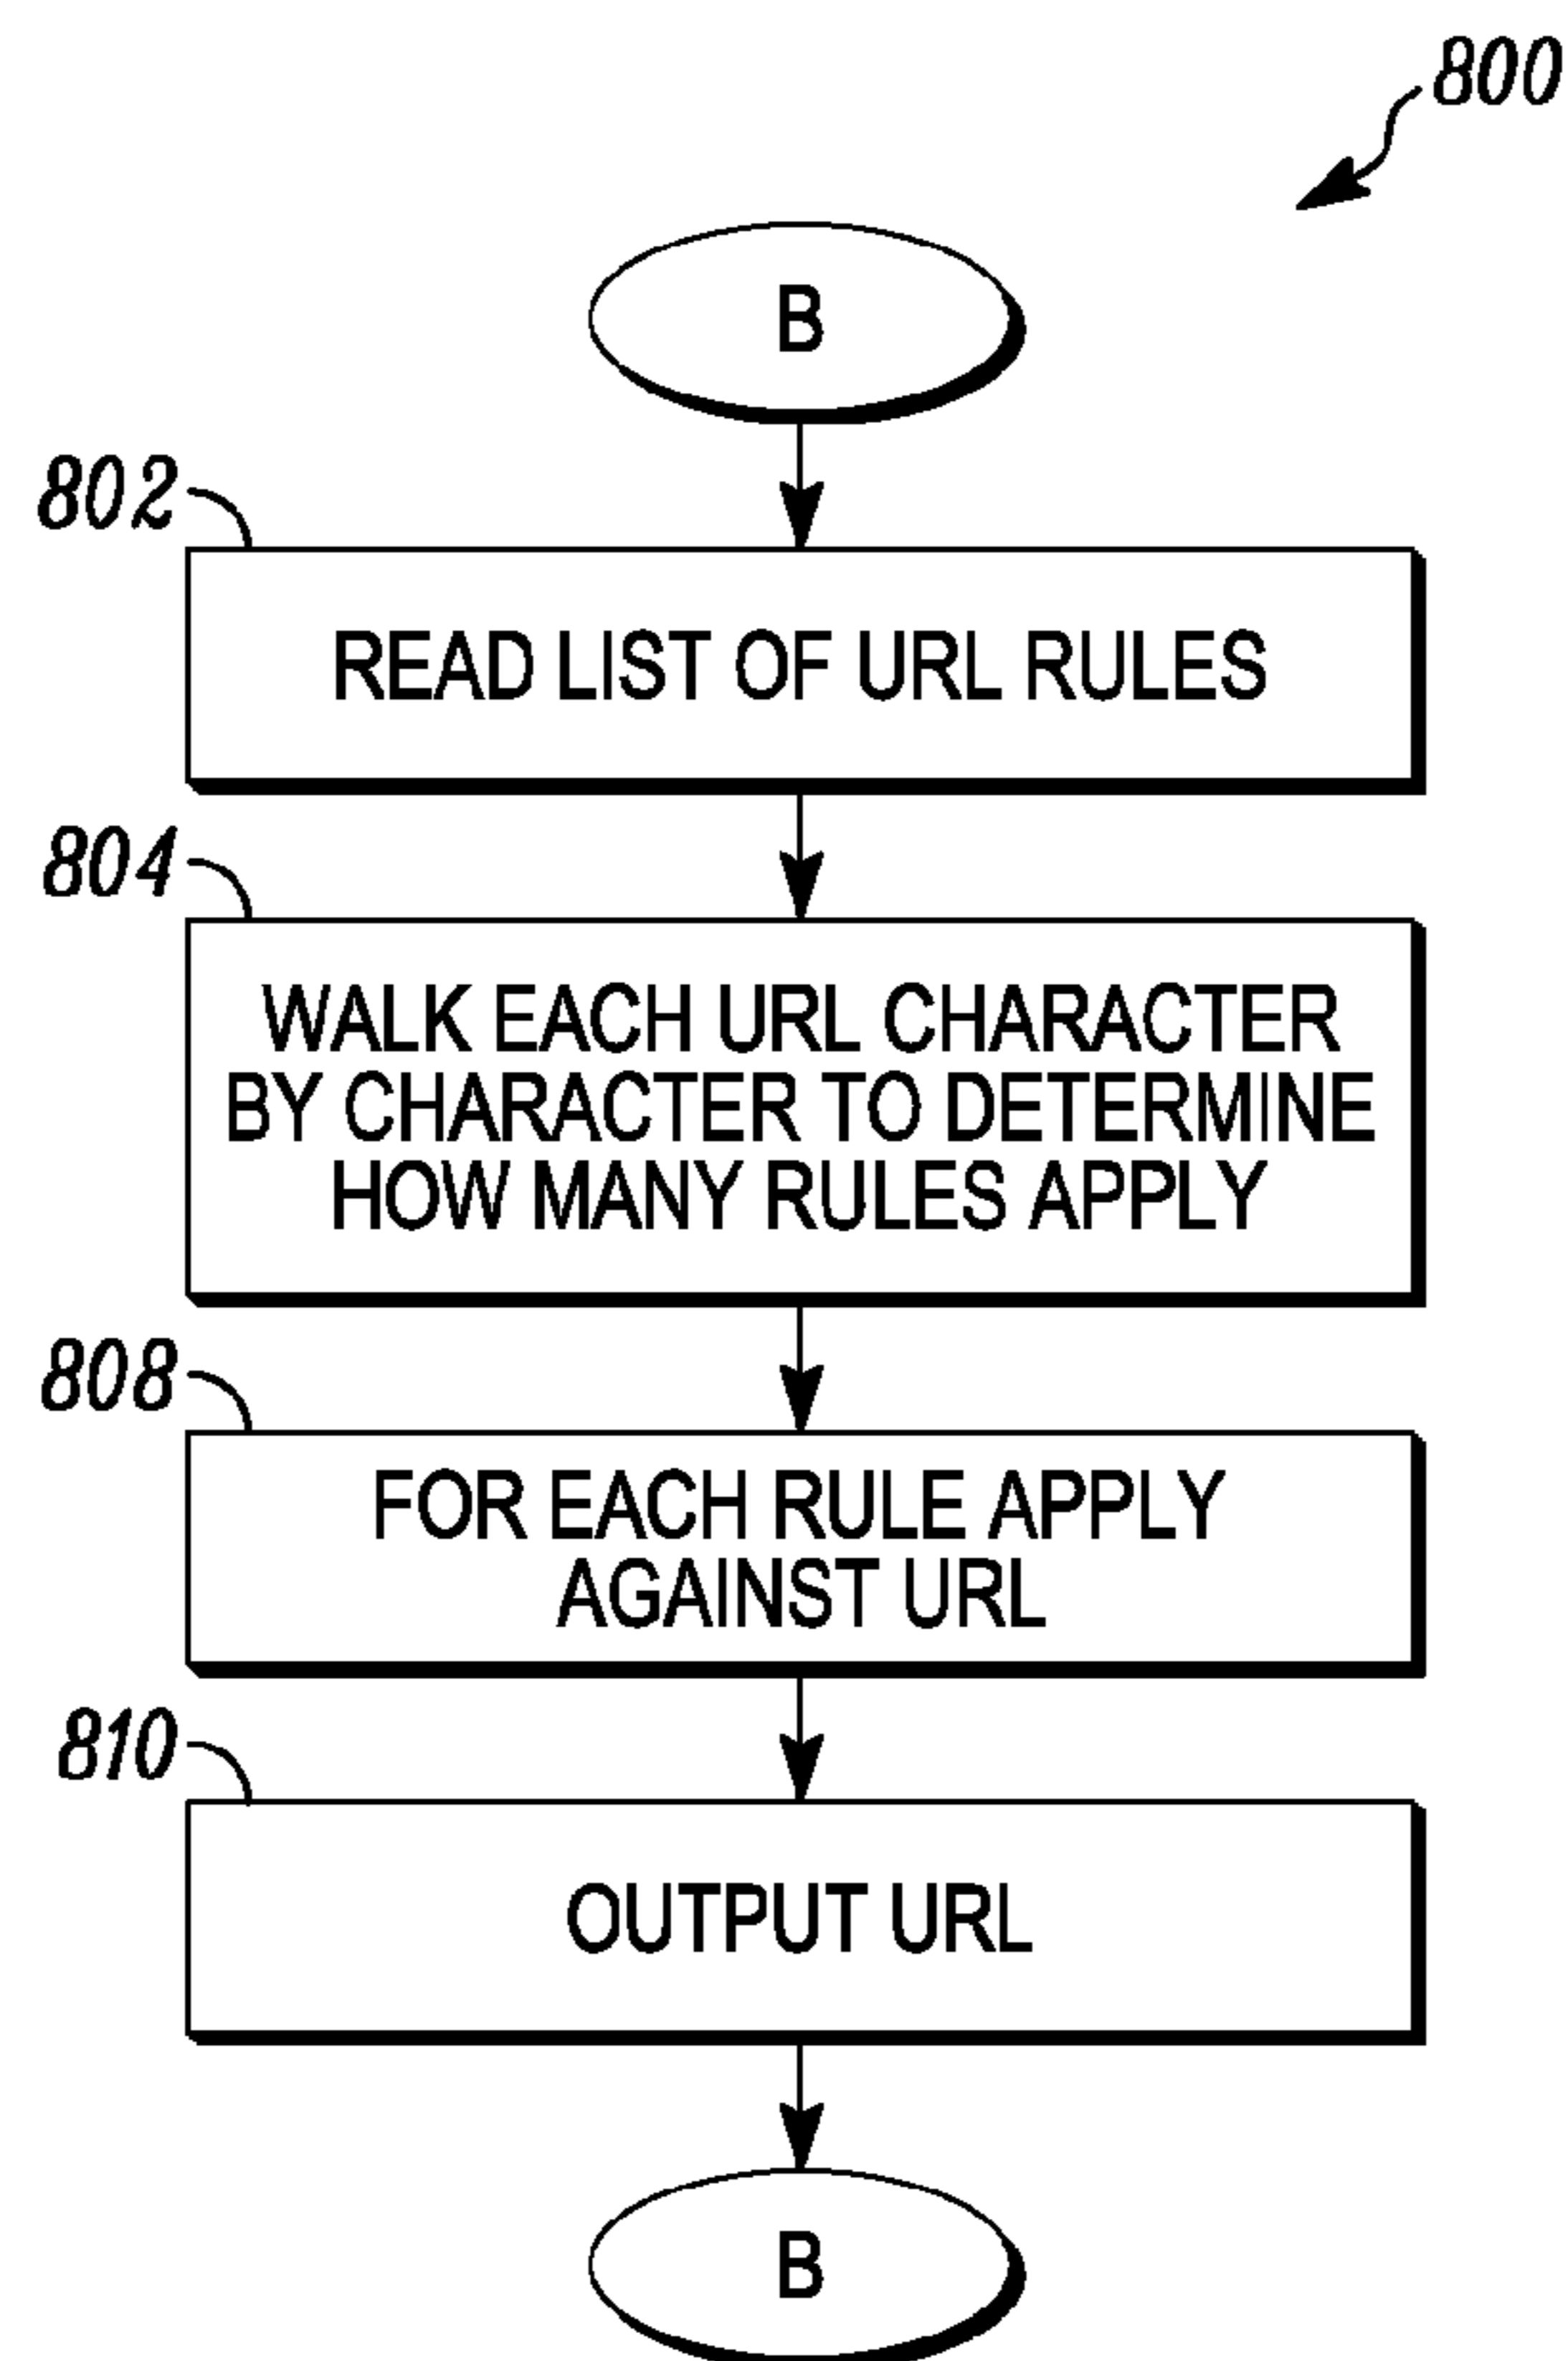 800
B
802
READ LIST OF URL RULES
804
WALK EACH URL CHARACTER
BY CHARACTER TO DETERMINE
HOW MANY RULES APPLY
808
FOR EACH RULE APPLY
AGAINST URL
810
OUTPUT URL
B